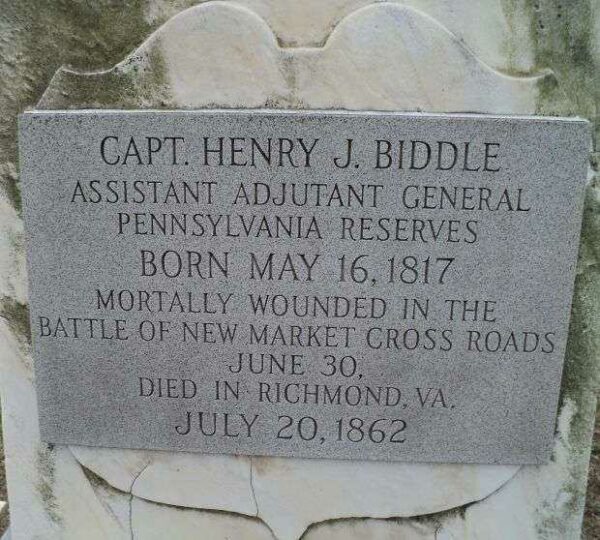 CAPT. HENRY J. BIDDLE
ASSISTANT ADJUTANT GENERAL
PENNSYLVANIA RESERVES
BORN MAY 16, 1817
MORTALLY WOUNDED IN THE
BATTLE OF NEW MARKET CROSS ROADS
JUNE 30,
DIED IN RICHMOND, VA.
JULY 20, 1862